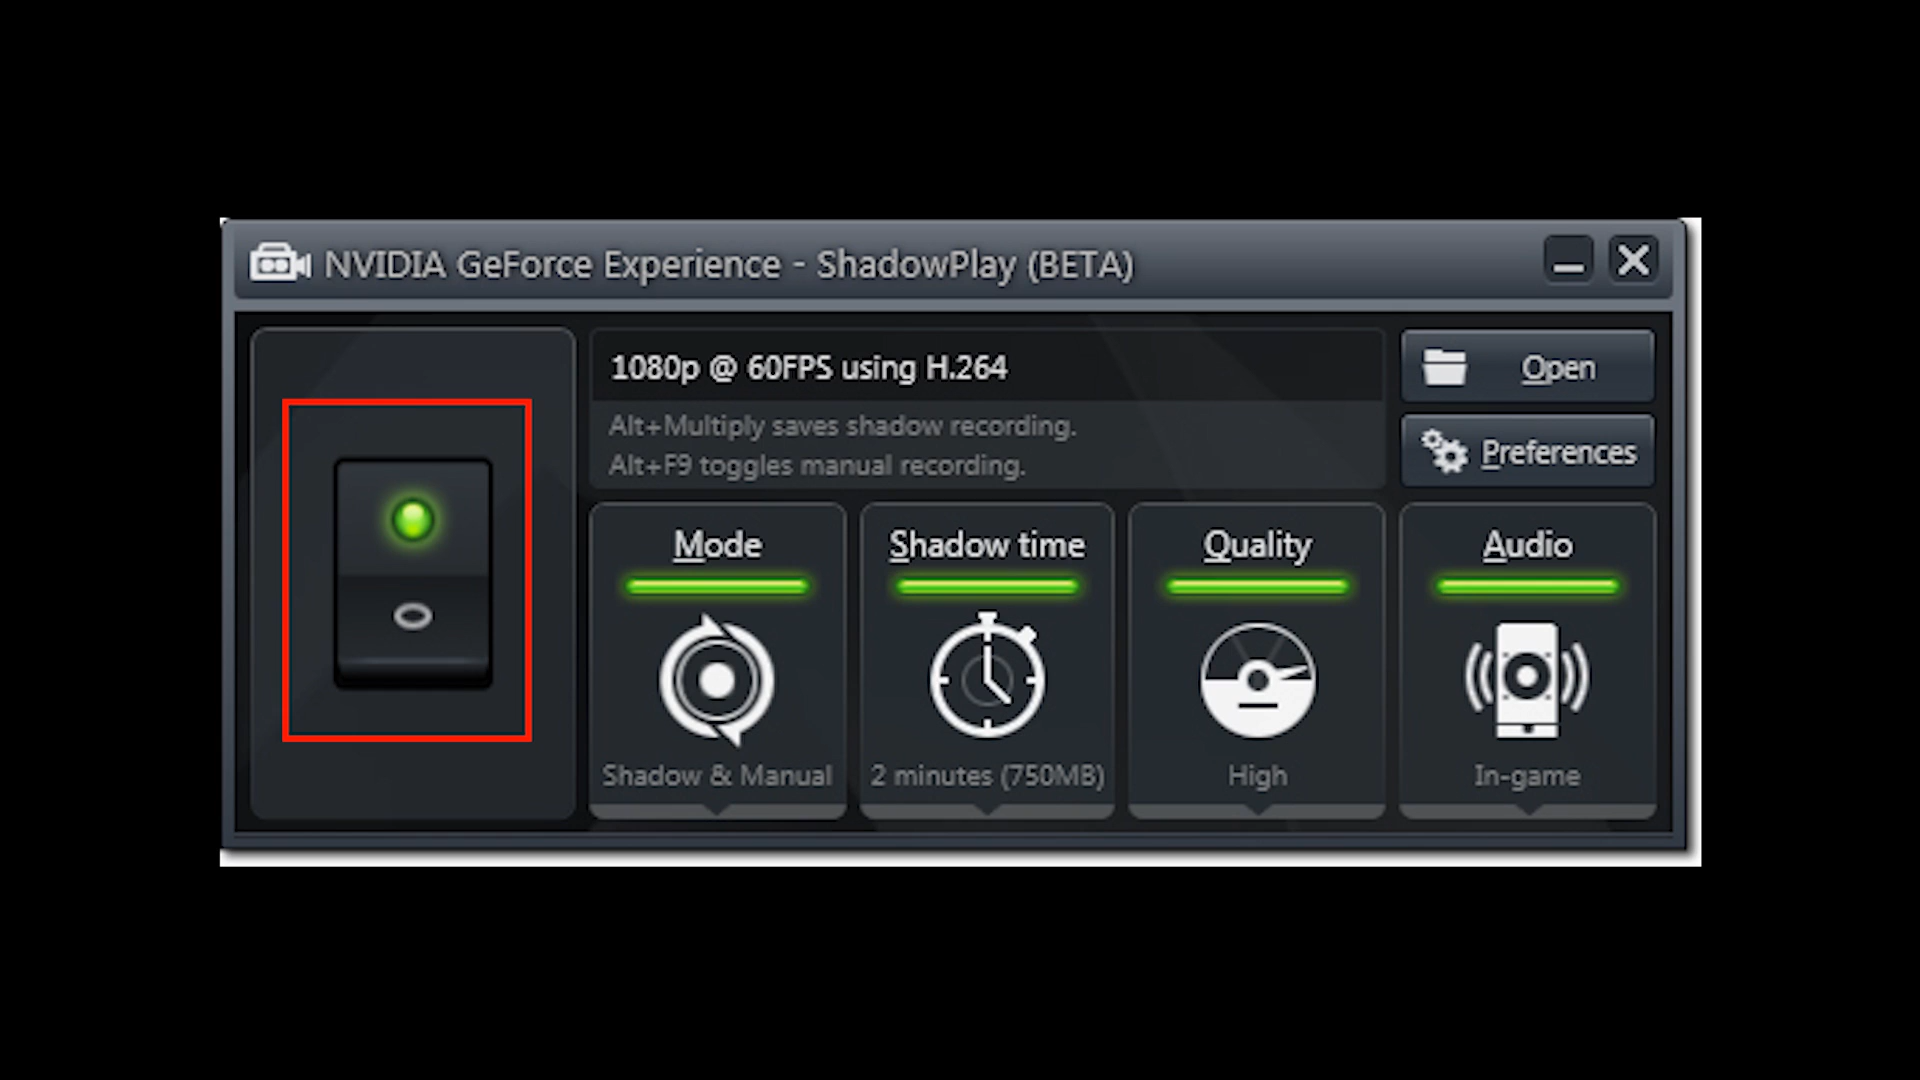 NVIDIA GeForce Experience - ShadowPlay (BETA)
1080p @ 60FPS using H.264
Open
Alt+Multiply saves shadow recording.
Alt+F9 toggles manual recording.
Preferences
Mode
Shadow time
Quality
Audio
Shadow & Manual
2 minutes (750MB)
High
In-game